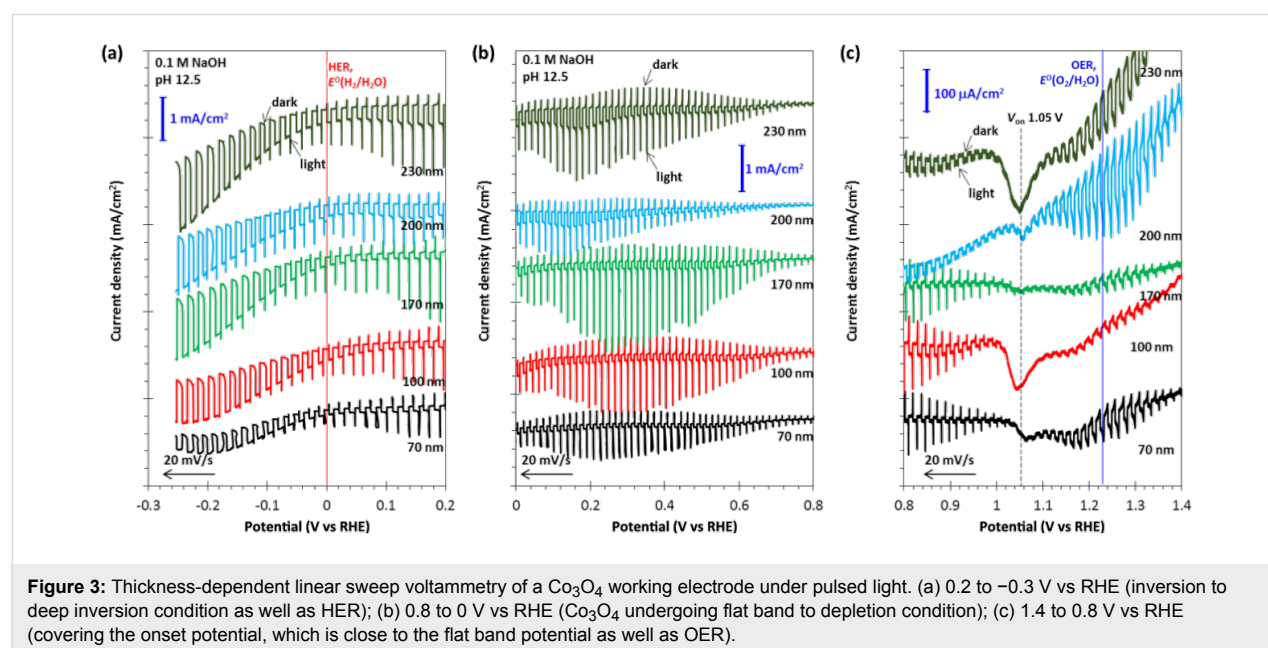 (a)
0.1 M NaOH
pH 12.5
HER,
E⁰(H₂/H₂O)
dark
1 mA/cm²
light
230 nm
200 nm
170 nm
100 nm
70 nm
20 mV/s
Current density (mA/cm²)
-0.3 -0.2 -0.1 0 0.1 0.2
Potential (V vs RHE)
(b)
0.1 M NaOH
pH 12.5
dark
230 nm
light
1 mA/cm²
200 nm
170 nm
100 nm
70 nm
20 mV/s
Current density (mA/cm²)
0 0.2 0.4 0.6 0.8
Potential (V vs RHE)
(c)
OER,
E⁰(O₂/H₂O)
230 nm
100 µA/cm²
Von 1.05 V
dark
light
200 nm
170 nm
100 nm
70 nm
20 mV/s
Current density (mA/cm²)
0.8 0.9 1 1.1 1.2 1.3 1.4
Potential (V vs RHE)
Figure 3: Thickness-dependent linear sweep voltammetry of a Co₃O₄ working electrode under pulsed light. (a) 0.2 to −0.3 V vs RHE (inversion to
deep inversion condition as well as HER); (b) 0.8 to 0 V vs RHE (Co₃O₄ undergoing flat band to depletion condition); (c) 1.4 to 0.8 V vs RHE
(covering the onset potential, which is close to the flat band potential as well as OER).